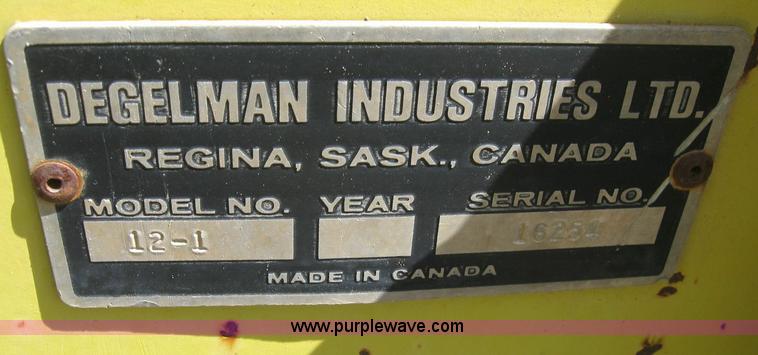 DEGELMAN INDUSTRIES LTD.
REGINA, SASK., CANADA
MODEL NO. YEAR SERIAL NO.
12-1 16254
MADE IN CANADA
www.purplewave.com